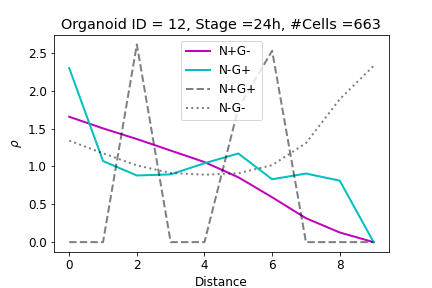 Organoid ID = 12, Stage =24h, #Cells =663
N+G-
N-G+
N+G+
N-G-
2.5
2.0
1.5
1.0
0.5
0.0
ρ
0 2 4 6 8
Distance